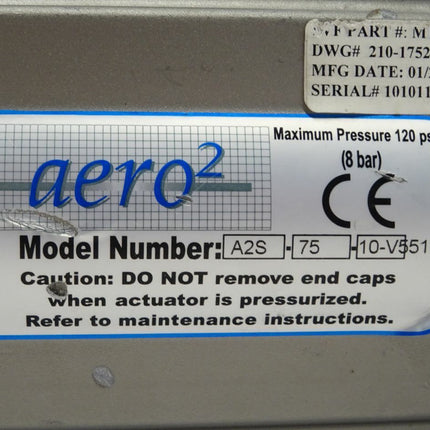 PART #: M
DWG# 210-1752
MFG DATE: 01/
SERIAL# 101011
Maximum Pressure 120 ps
(8 bar)
aero2
CE
Model Number: A2S - 75 - 10-V551
Caution: DO NOT remove end caps
when actuator is pressurized.
Refer to maintenance instructions.